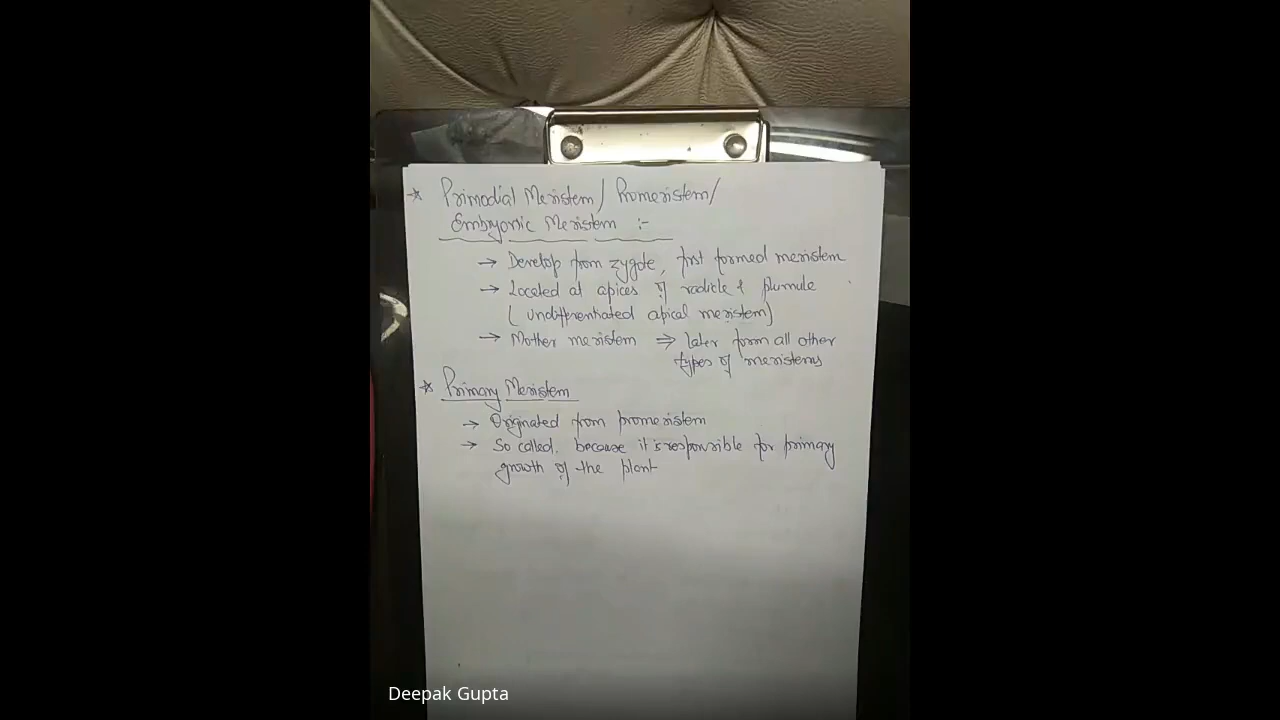 ☆ Primodial Meristem / Promeristem /
Embryonic Meristem :-
→ Develop from zygote, first formed meristem
→ Located at apices of radicle & plumule
( undifferentiated apical meristem )
→ Mother meristem ⇒ later form all other
types of meristems
☆ Primary Meristem
→ Originated from promeristem
→ So called, because it is responsible for primary
growth of the plant
Deepak Gupta